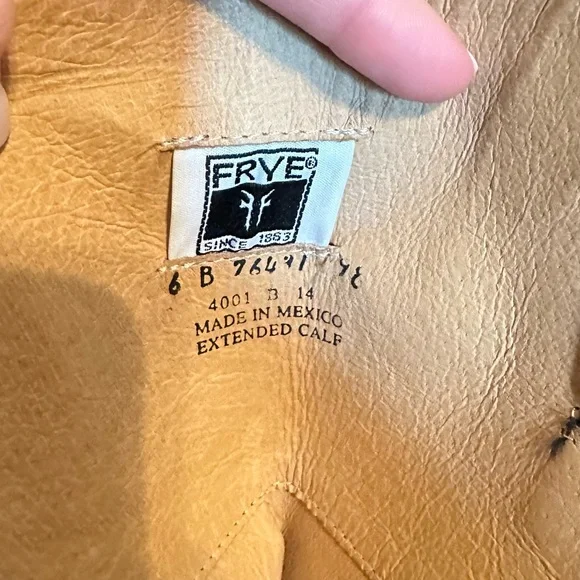 FRYE®
SINCE 1863
6 B
4001 B 14
MADE IN MEXICO
EXTENDED CALF